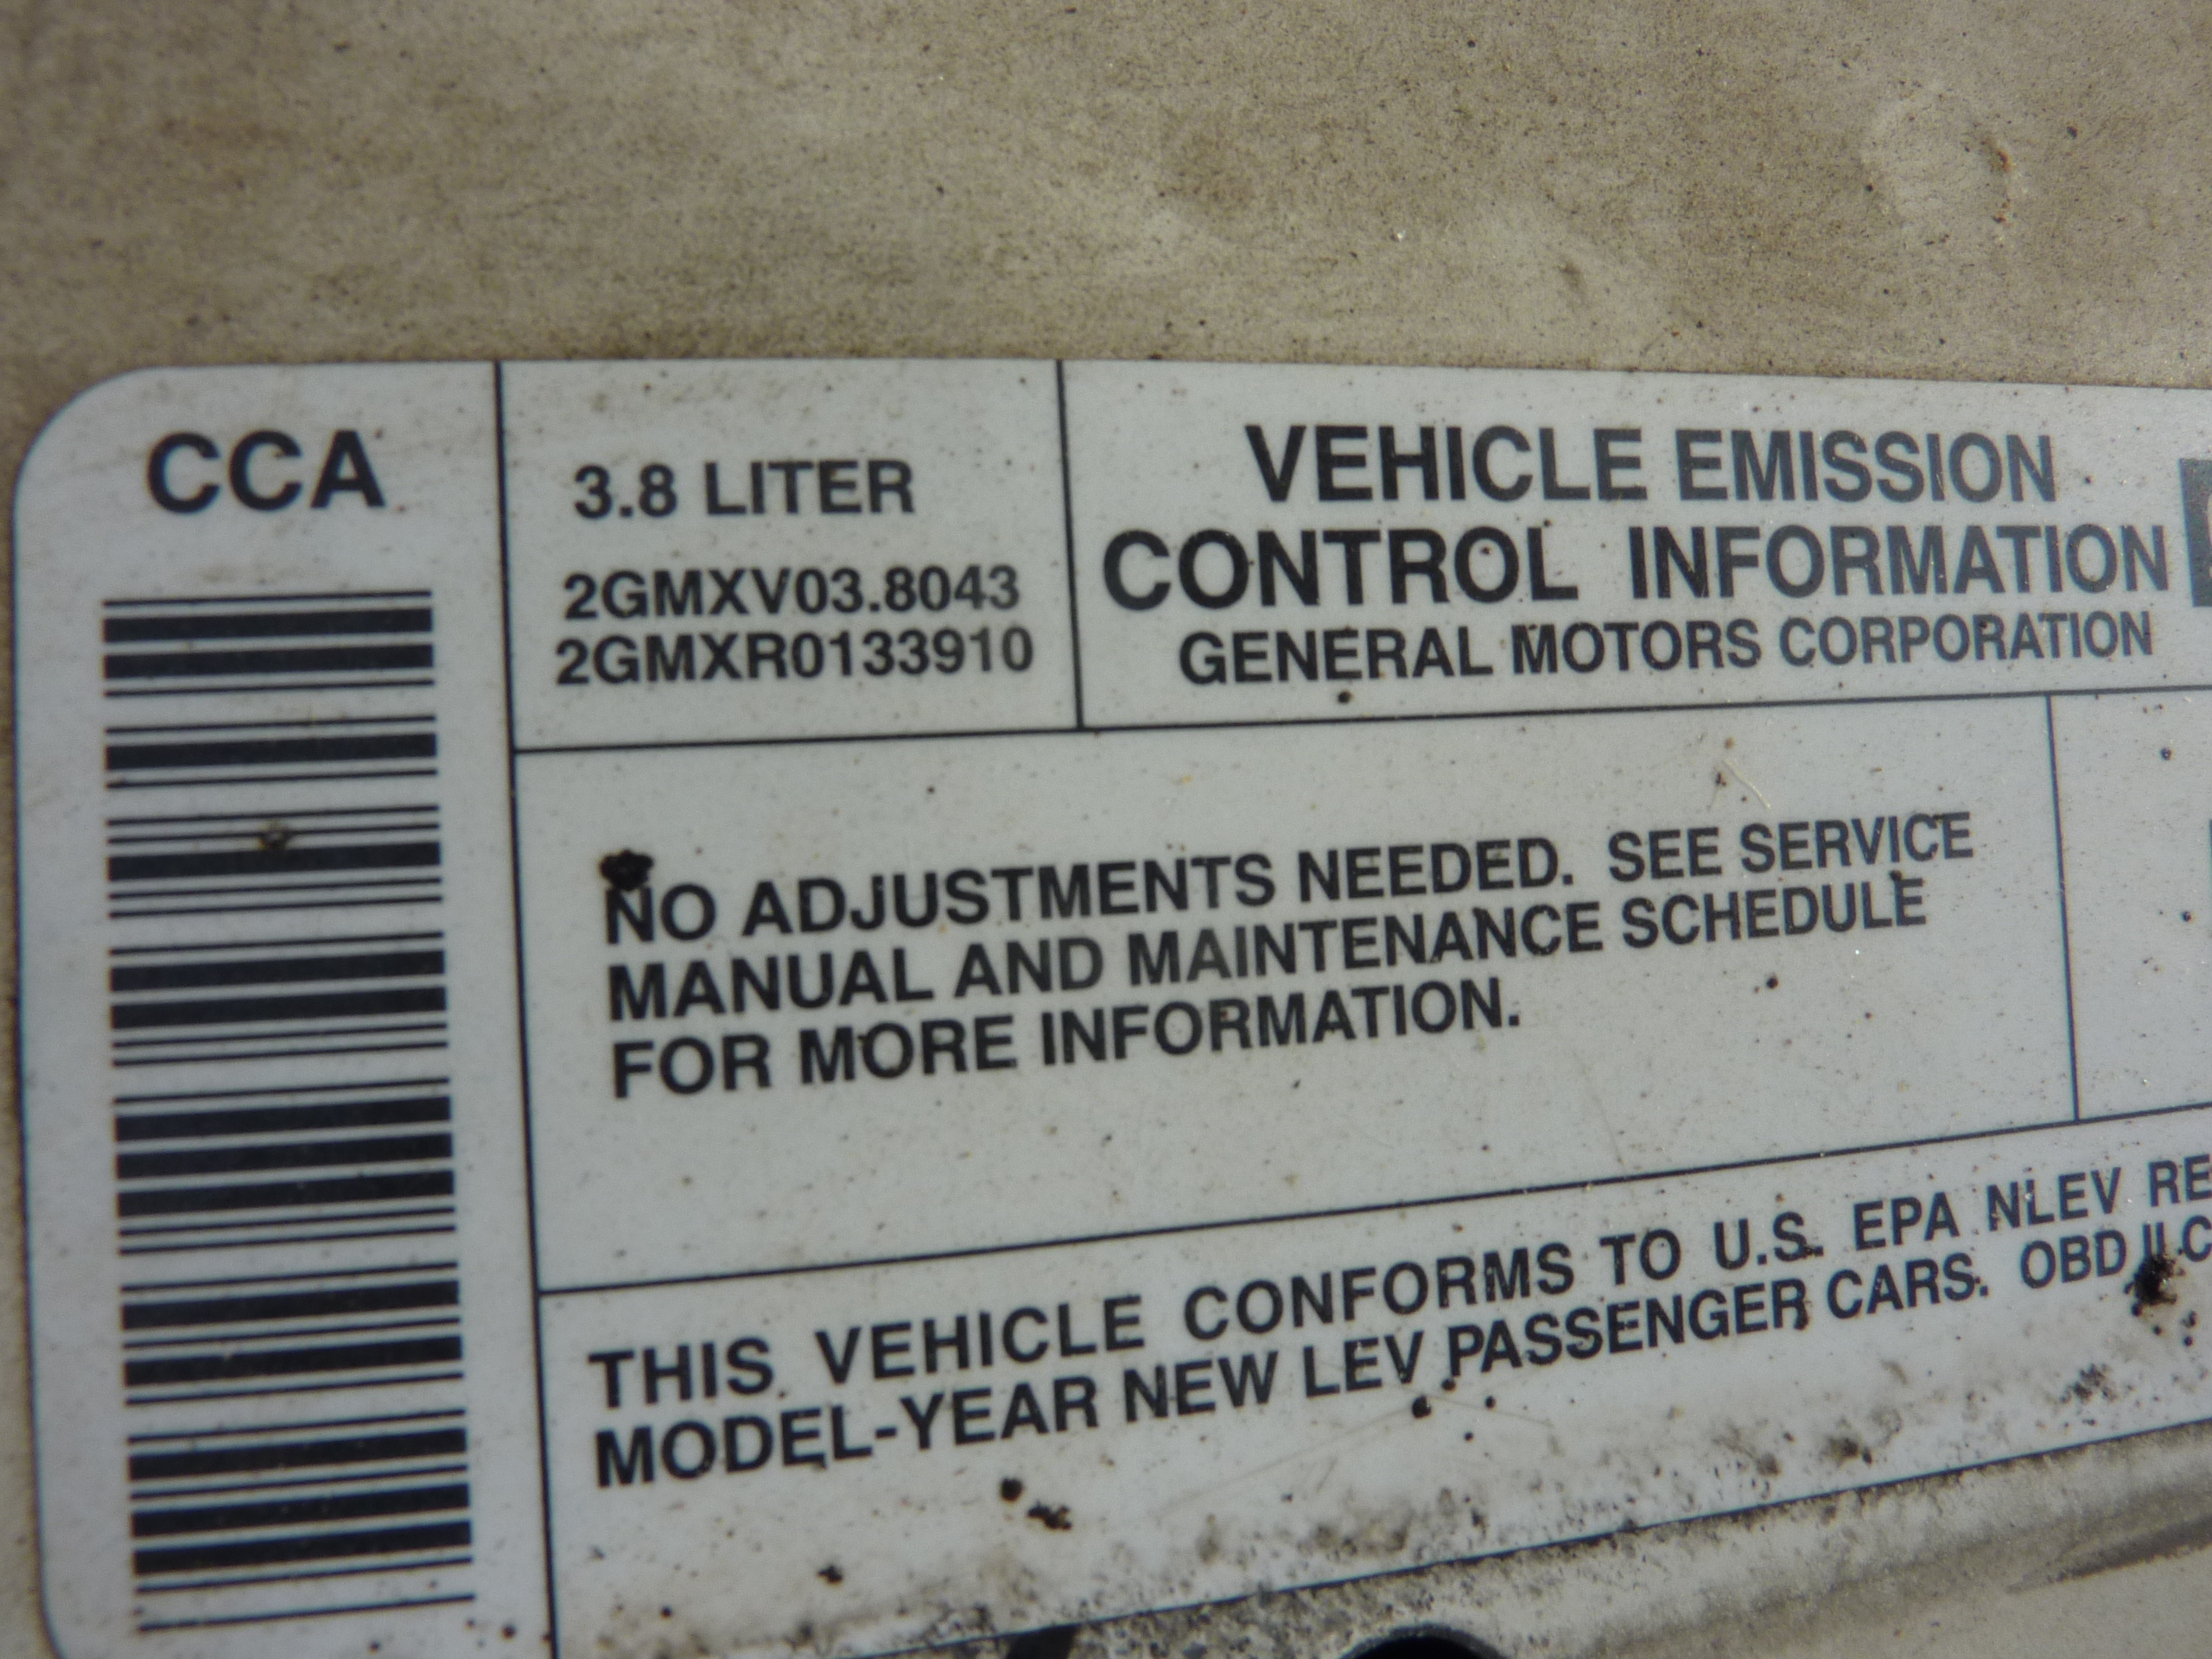 CCA
3.8 LITER
2GMXV03.8043
2GMXR0133910
VEHICLE EMISSION
CONTROL INFORMATION
GENERAL MOTORS CORPORATION
NO ADJUSTMENTS NEEDED. SEE SERVICE
MANUAL AND MAINTENANCE SCHEDULE
FOR MORE INFORMATION.
THIS VEHICLE CONFORMS TO U.S. EPA NLEV RE
MODEL-YEAR NEW LEV PASSENGER CARS. OBD II C